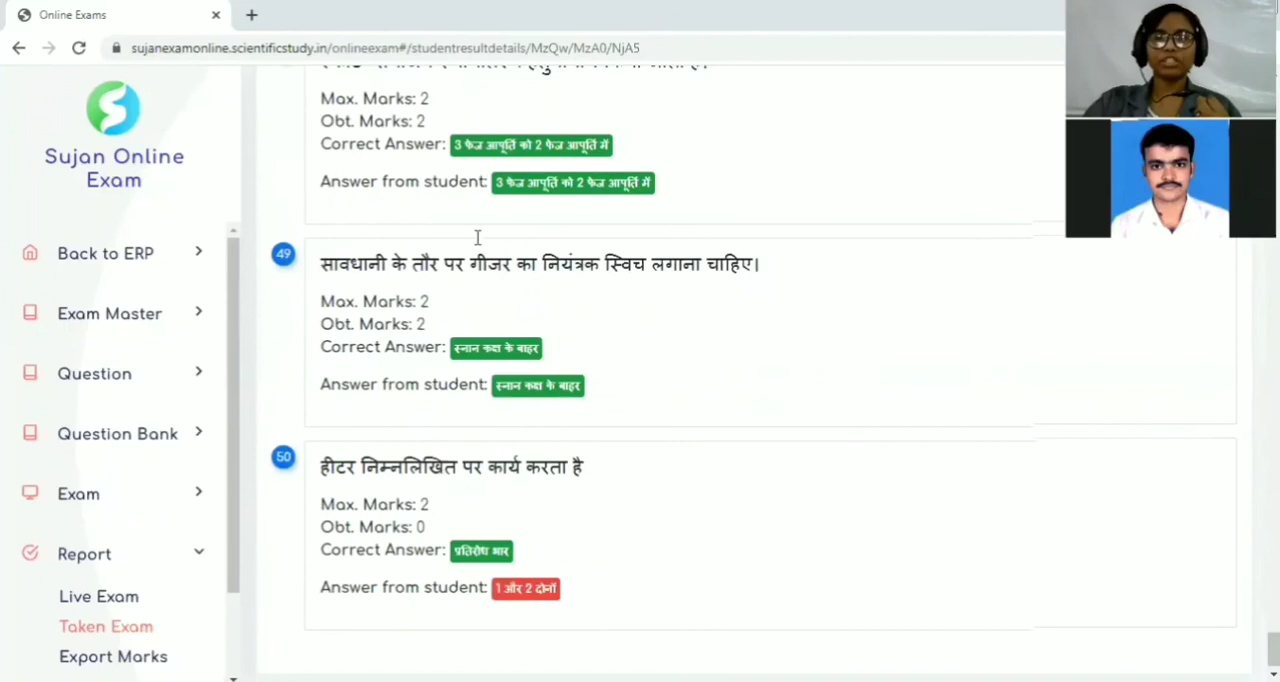 Online Exams
sujanexamonline.scientificstudy.in/onlineexam#/studentresultdetails/MzQw/MzA0/NjA5
Sujan Online
Exam
Back to ERP
Exam Master
Question
Question Bank
Exam
Report
Live Exam
Taken Exam
Export Marks
Max. Marks: 2
Obt. Marks: 2
Correct Answer: 3 फेज आपूर्ति को 2 फेज आपूर्ति में
Answer from student: 3 फेज आपूर्ति को 2 फेज आपूर्ति में
49
सावधानी के तौर पर गीजर का नियंत्रक स्विच लगाना चाहिए।
Max. Marks: 2
Obt. Marks: 2
Correct Answer: स्नान कक्ष के बाहर
Answer from student: स्नान कक्ष के बाहर
50
हीटर निम्नलिखित पर कार्य करता है
Max. Marks: 2
Obt. Marks: 0
Correct Answer: प्रतिरोध भार
Answer from student: 1 और 2 दोनों